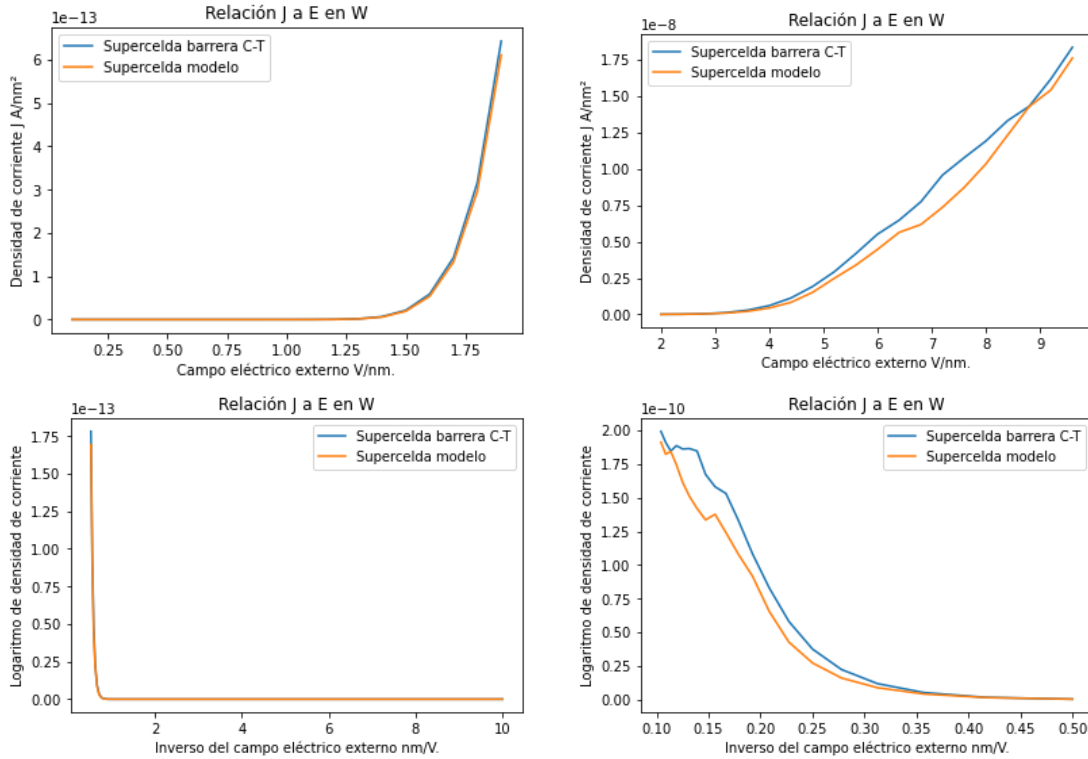 Relación J a E en W
1e−13
Supercelda barrera C-T
Supercelda modelo
Densidad de corriente J A/nm²
6
5
4
3
2
1
0
0.25 0.50 0.75 1.00 1.25 1.50 1.75
Campo eléctrico externo V/nm.
Relación J a E en W
1e−8
Supercelda barrera C-T
Supercelda modelo
Densidad de corriente J A/nm²
1.75
1.50
1.25
1.00
0.75
0.50
0.25
0.00
2 3 4 5 6 7 8 9
Campo eléctrico externo V/nm.
Relación J a E en W
1e−13
Supercelda barrera C-T
Supercelda modelo
Logaritmo de densidad de corriente
1.75
1.50
1.25
1.00
0.75
0.50
0.25
0.00
2 4 6 8 10
Inverso del campo eléctrico externo nm/V.
Relación J a E en W
1e−10
Supercelda barrera C-T
Supercelda modelo
Logaritmo de densidad de corriente
2.00
1.75
1.50
1.25
1.00
0.75
0.50
0.25
0.00
0.10 0.15 0.20 0.25 0.30 0.35 0.40 0.45 0.50
Inverso del campo eléctrico externo nm/V.